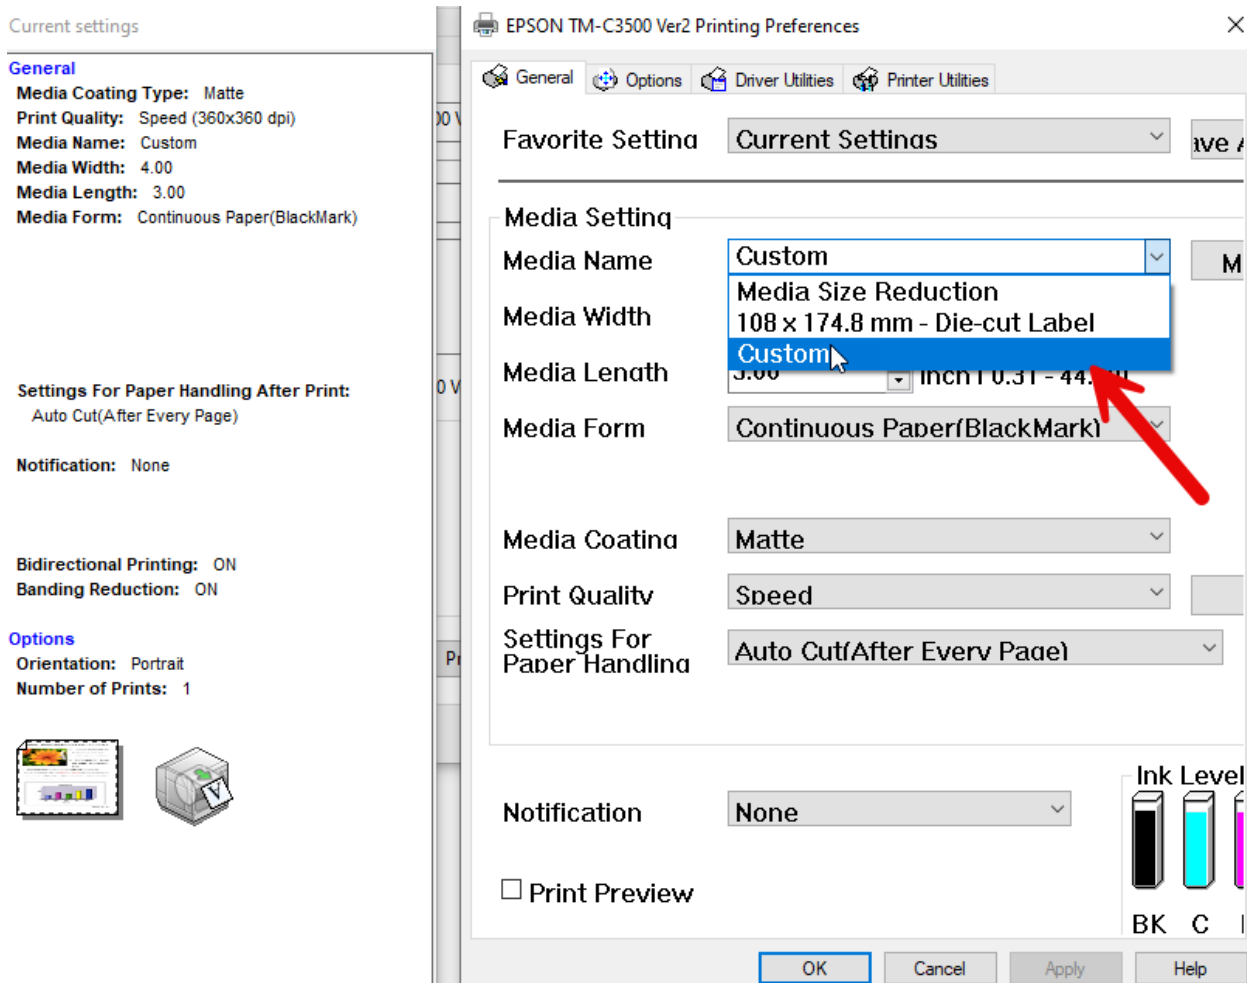 Current settings
General
Media Coating Type: Matte
Print Quality: Speed (360x360 dpi)
Media Name: Custom
Media Width: 4.00
Media Length: 3.00
Media Form: Continuous Paper(BlackMark)
Settings For Paper Handling After Print:
Auto Cut(After Every Page)
Notification: None
Bidirectional Printing: ON
Banding Reduction: ON
Options
Orientation: Portrait
Number of Prints: 1
EPSON TM-C3500 Ver2 Printing Preferences
General Options Driver Utilities Printer Utilities
Favorite Setting Current Settings
Media Setting
Media Name Custom
Media Size Reduction
Media Width 108 x 174.8 mm - Die-cut Label
Custom
Media Length 3.00 inch [ 0.31 - 44.
Media Form Continuous Paper(BlackMark)
Media Coating Matte
Print Quality Speed
Settings For
Paper Handling Auto Cut(After Every Page)
Ink Level
Notification None
Print Preview
BK C
OK Cancel Apply Help